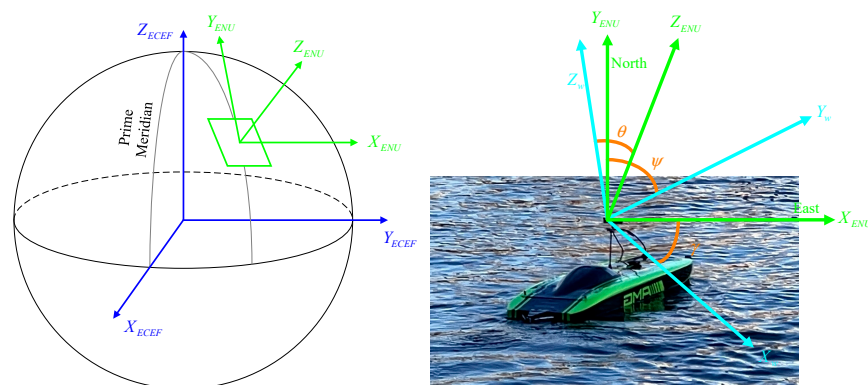 Z_ECEF
Y_ENU
Z_ENU
Prime
Meridian
X_ENU
Y_ECEF
X_ECEF
Y_ENU
Z_ENU
North
Z_w
Y_w
θ
ψ
East
X_ENU
γ